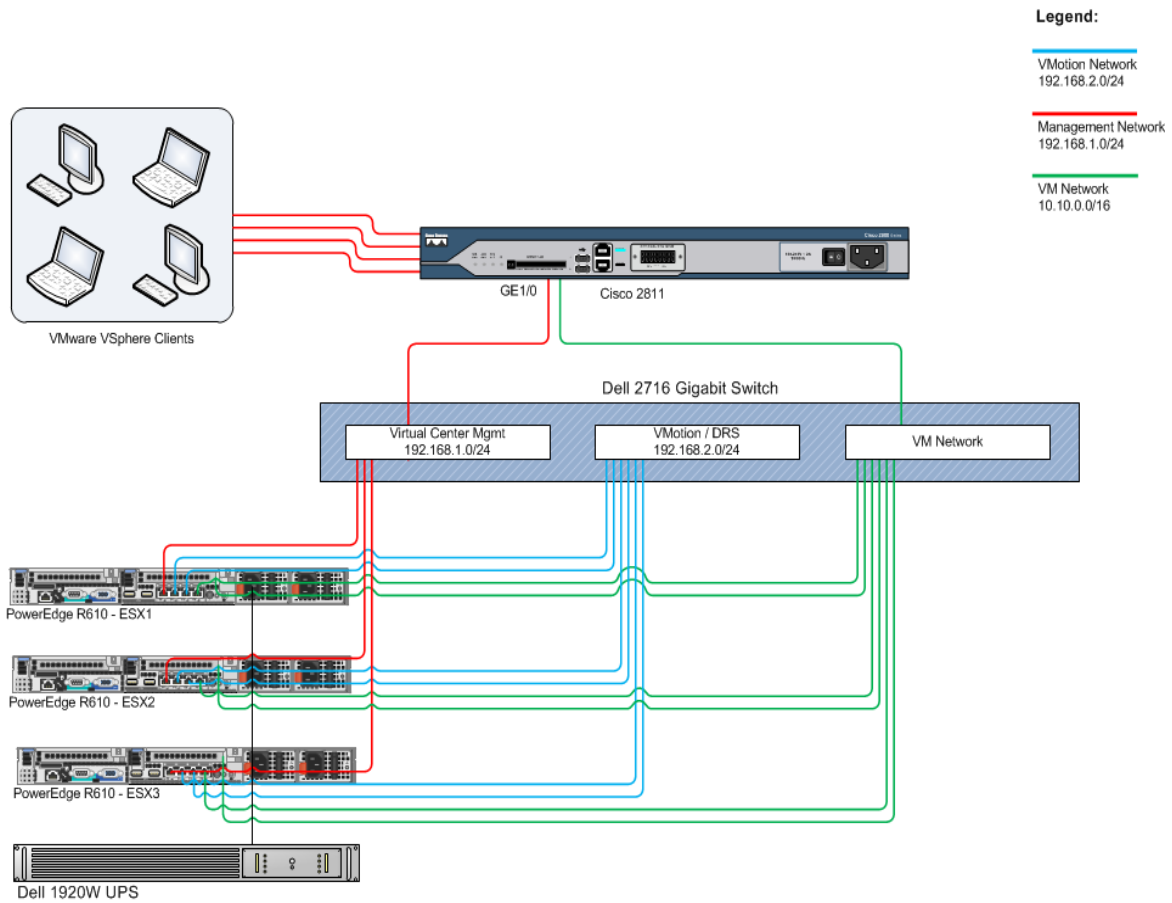 Legend:
VMotion Network
192.168.2.0/24
Management Network
192.168.1.0/24
VM Network
10.10.0.0/16
VMware VSphere Clients
GE1/0
Cisco 2811
Dell 2716 Gigabit Switch
Virtual Center Mgmt
192.168.1.0/24
VMotion / DRS
192.168.2.0/24
VM Network
PowerEdge R610 - ESX1
PowerEdge R610 - ESX2
PowerEdge R610 - ESX3
Dell 1920W UPS